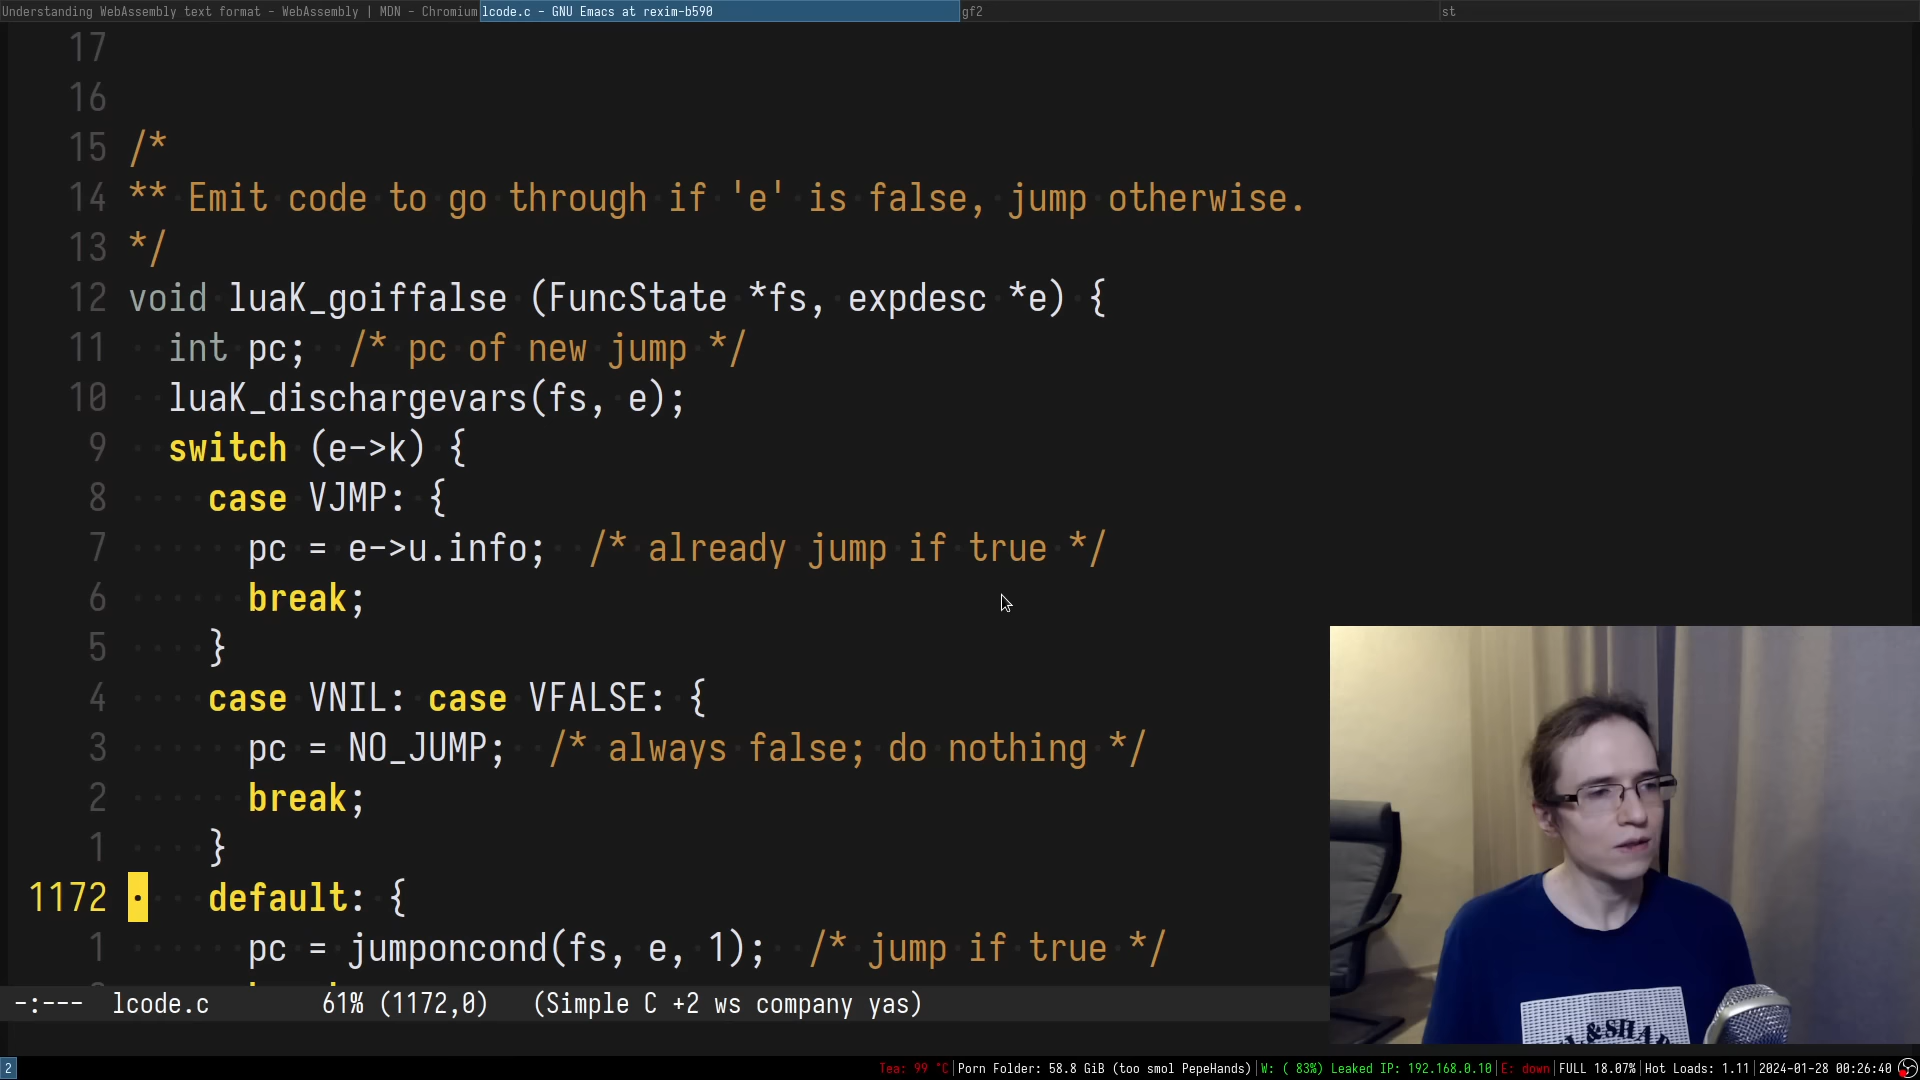 Understanding WebAssembly text format - WebAssembly | MDN - Chromium lcode.c - GNU Emacs at rexim-b590 gf2 st
17
16
15 /*
14 ** Emit code to go through if 'e' is false, jump otherwise.
13 */
12 void luaK_goiffalse (FuncState *fs, expdesc *e) {
11 int pc; /* pc of new jump */
10 luaK_dischargevars(fs, e);
9 switch (e->k) {
8 case VJMP: {
7 pc = e->u.info; /* already jump if true */
6 break;
5 }
4 case VNIL: case VFALSE: {
3 pc = NO_JUMP; /* always false; do nothing */
2 break;
1 }
1172 default: {
1 pc = jumponcond(fs, e, 1); /* jump if true */
-:--- lcode.c 61% (1172,0) (Simple C +2 ws company yas)
2 Tea: 99 °C|Porn Folder: 58.8 GiB (too smol PepeHands)|W: ( 83%) Leaked IP: 192.168.0.10|E: down|FULL 18.07%|Hot Loads: 1.11|2024-01-28 00:26:40